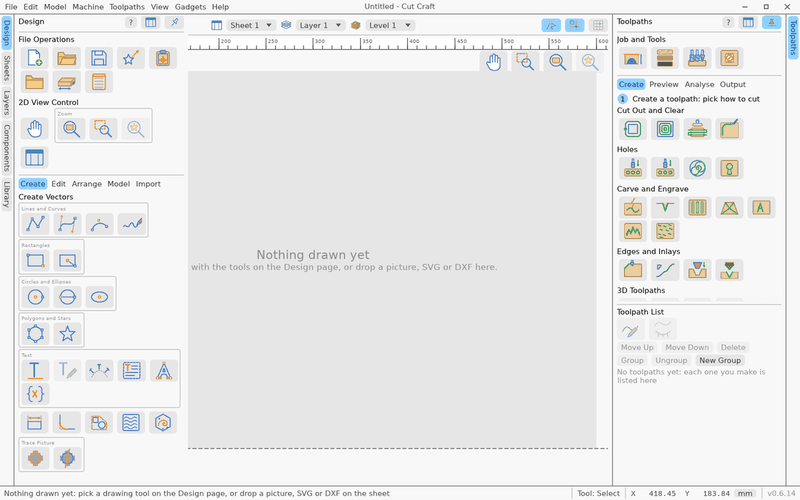 File Edit Model Machine Toolpaths View Gadgets Help
Untitled - Cut Craft
Design
Sheets
Layers
Components
Library
Design
?
File Operations
2D View Control
Zoom
Create Edit Arrange Model Import
Create Vectors
Lines and Curves
Rectangles
Circles and Ellipses
Polygons and Stars
Text
Trace Picture
Sheet 1
Layer 1
Level 1
200 300 350 400 450 500 550 600
Nothing drawn yet
with the tools on the Design page, or drop a picture, SVG or DXF here.
Toolpaths
?
Toolpaths
Job and Tools
Create Preview Analyse Output
1 Create a toolpath: pick how to cut
Cut Out and Clear
Holes
Carve and Engrave
Edges and Inlays
3D Toolpaths
Toolpath List
Move Up Move Down Delete
Group Ungroup New Group
No toolpaths yet: each one you make is
listed here
Nothing drawn yet: pick a drawing tool on the Design page, or drop a picture, SVG or DXF on the sheet
Tool: Select X 418.45 Y 183.84 mm v0.6.14